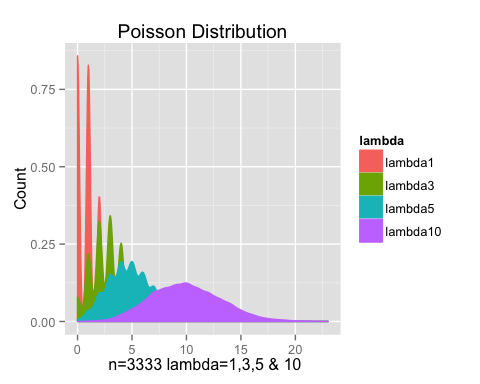 Poisson Distribution
Count
0.75
0.50
0.25
0.00
0 5 10 15 20
n=3333 lambda=1,3,5 & 10
lambda
lambda1
lambda3
lambda5
lambda10